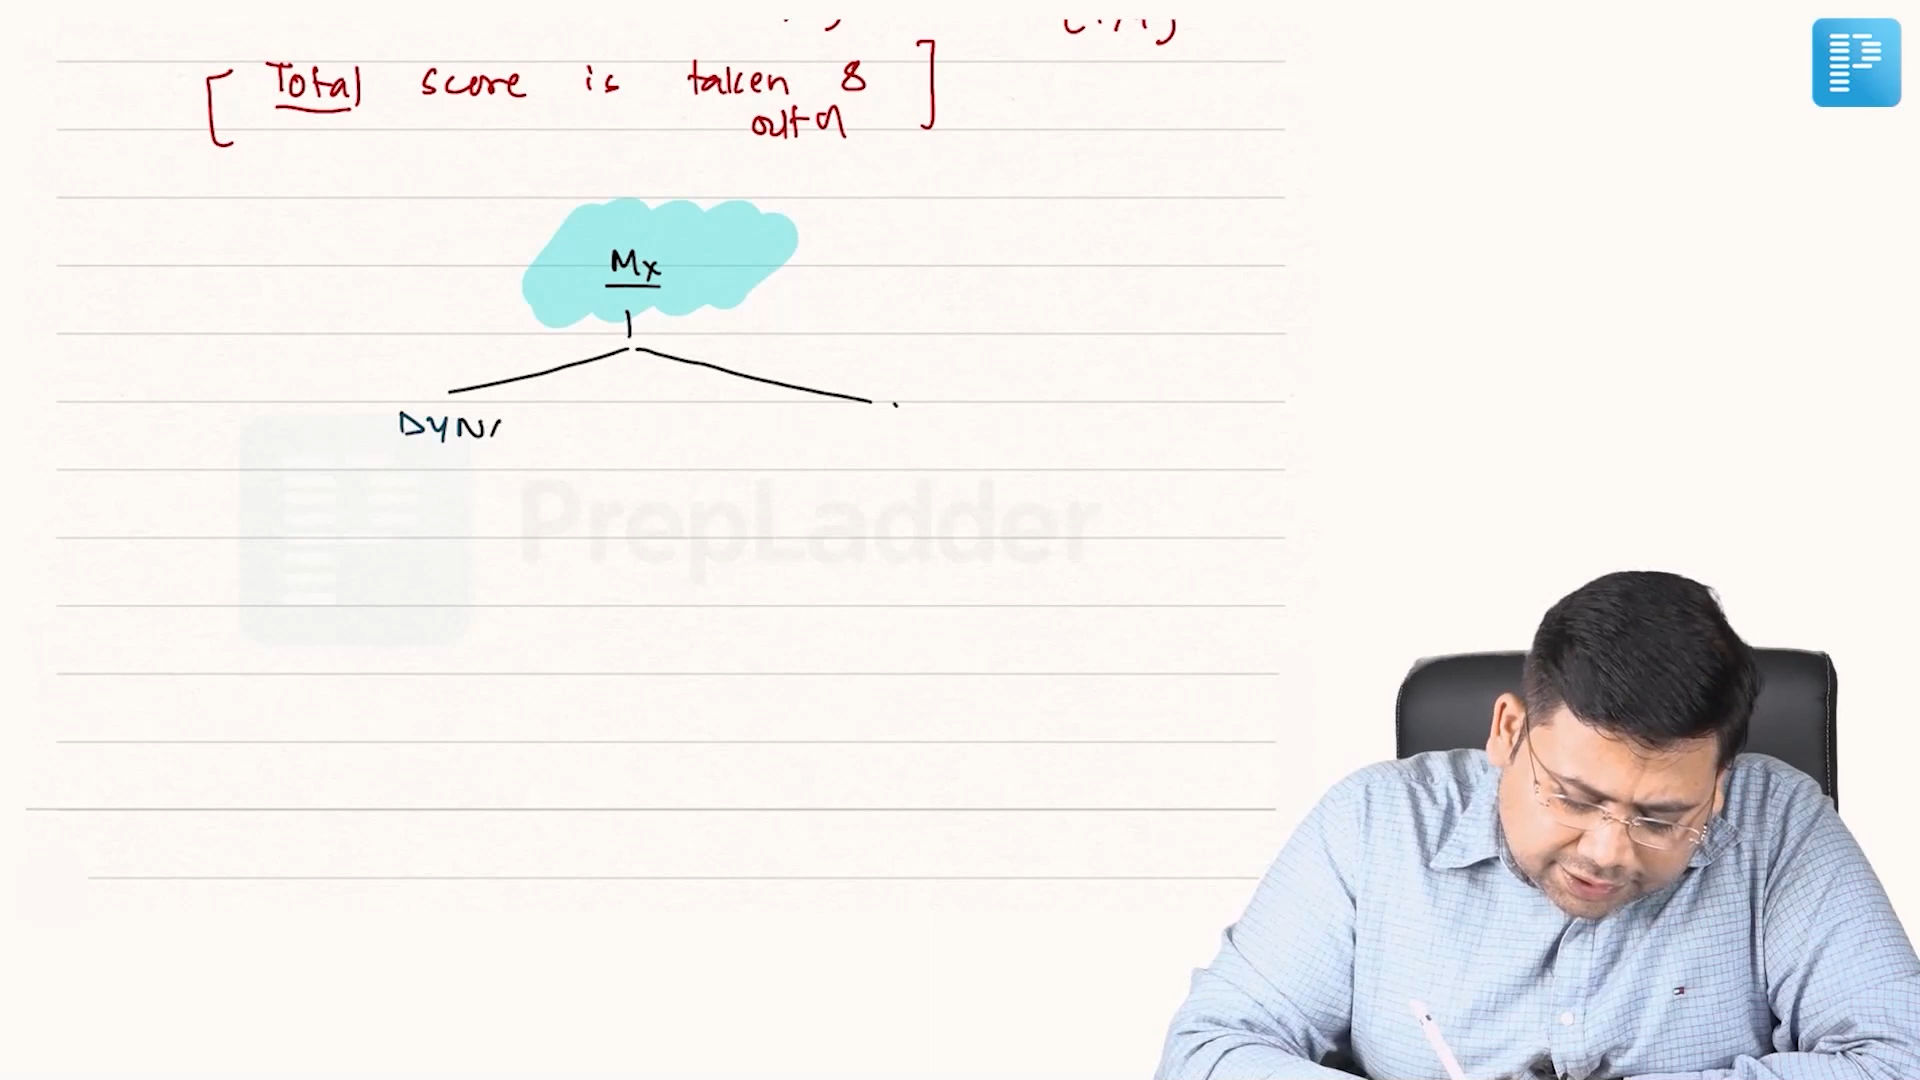 [ Total score is taken 8 ]
out of
Mx
DYN
PrepLadder